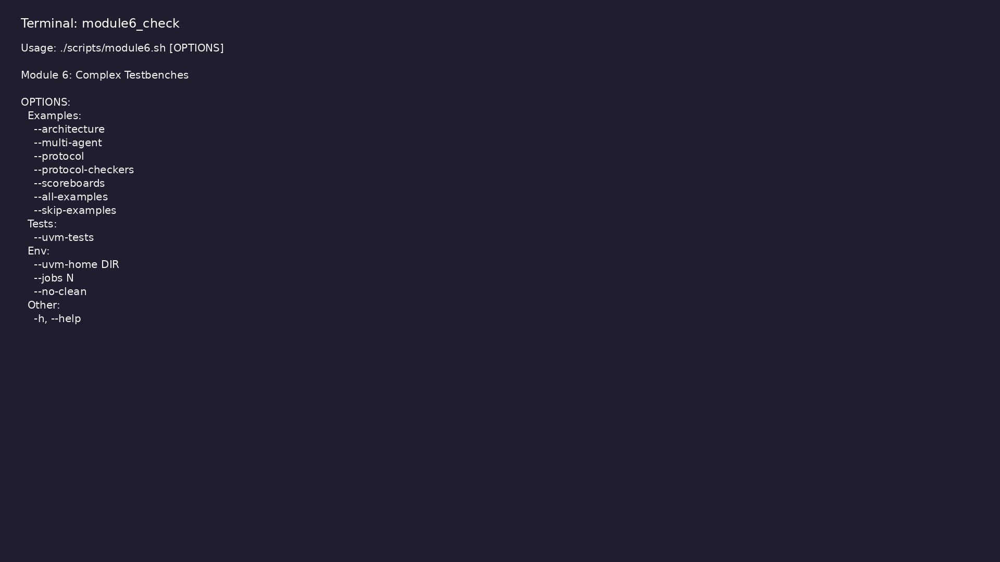 Terminal: module6_check
Usage: ./scripts/module6.sh [OPTIONS]
Module 6: Complex Testbenches
OPTIONS:
Examples:
--architecture
--multi-agent
--protocol
--protocol-checkers
--scoreboards
--all-examples
--skip-examples
Tests:
--uvm-tests
Env:
--uvm-home DIR
--jobs N
--no-clean
Other:
-h, --help